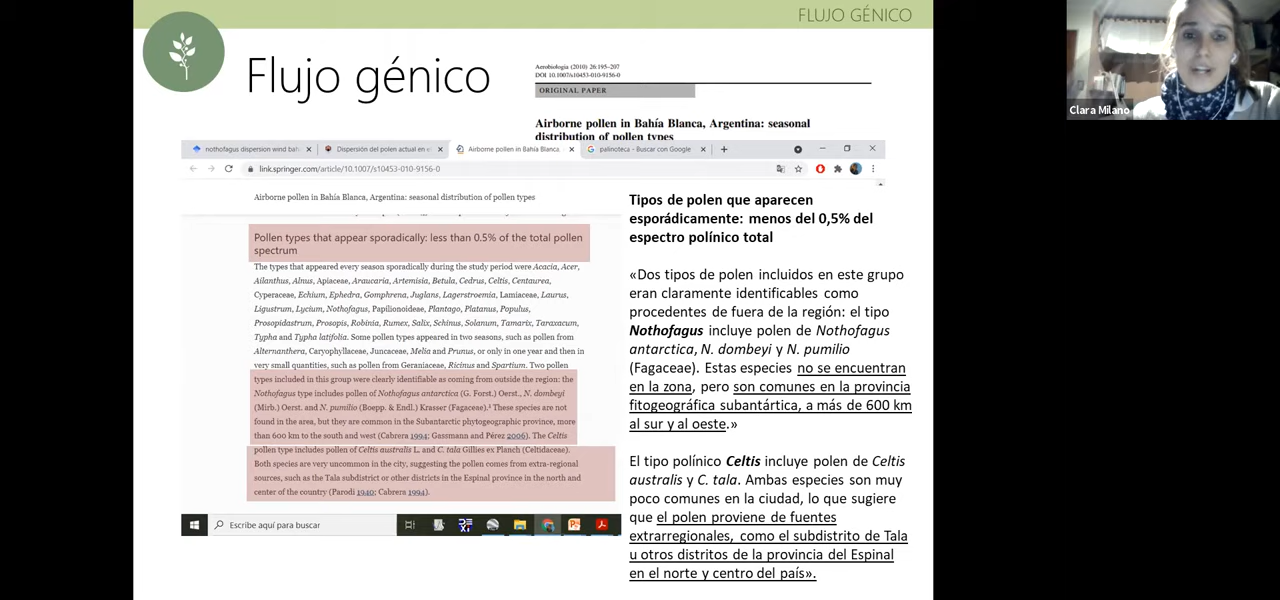 FLUJO GÉNICO
Flujo génico
Aerobiologia (2010) 26:195–207
DOI 10.1007/s10453-010-9156-0
ORIGINAL PAPER
Airborne pollen in Bahía Blanca, Argentina: seasonal
distribution of pollen types
Clara Milano
nothofagus dispersion wind bah
Dispersión del polen actual en e
Airborne pollen in Bahía Blanca,
palinoteca - Buscar con Google
link.springer.com/article/10.1007/s10453-010-9156-0
Airborne pollen in Bahía Blanca, Argentina: seasonal distribution of pollen types
Pollen types that appear sporadically: less than 0.5% of the total pollen
spectrum
The types that appeared every season sporadically during the study period were Acacia, Acer,
Ailanthus, Alnus, Apiaceae, Araucaria, Artemisia, Betula, Cedrus, Celtis, Centaurea,
Cyperaceae, Echium, Ephedra, Gomphrena, Juglans, Lagerstroemia, Lamiaceae, Laurus,
Ligustrum, Lycium, Nothofagus, Papilionoideae, Plantago, Platanus, Populus,
Prosopidastrum, Prosopis, Robinia, Rumex, Salix, Schinus, Solanum, Tamarix, Taraxacum,
Typha and Typha latifolia. Some pollen types appeared in two seasons, such as pollen from
Alternanthera, Caryophyllaceae, Juncaceae, Melia and Prunus, or only in one year and then in
very small quantities, such as pollen from Geraniaceae, Ricinus and Spartium. Two pollen
types included in this group were clearly identifiable as coming from outside the region: the
Nothofagus type includes pollen of Nothofagus antarctica (G. Forst.) Oerst., N. dombeyi
(Mirb.) Oerst. and N. pumilio (Boepp. & Endl.) Krasser (Fagaceae).¹ These species are not
found in the area, but they are common in the Subantarctic phytogeographic province, more
than 600 km to the south and west (Cabrera 1994; Gassmann and Pérez 2006). The Celtis
pollen type includes pollen of Celtis australis L. and C. tala Gillies ex Planch (Celtidaceae).
Both species are very uncommon in the city, suggesting the pollen comes from extra-regional
sources, such as the Tala subdistrict or other districts in the Espinal province in the north and
center of the country (Parodi 1940; Cabrera 1994).
Escribe aquí para buscar
Tipos de polen que aparecen
esporádicamente: menos del 0,5% del
espectro polínico total
«Dos tipos de polen incluidos en este grupo
eran claramente identificables como
procedentes de fuera de la región: el tipo
Nothofagus incluye polen de Nothofagus
antarctica, N. dombeyi y N. pumilio
(Fagaceae). Estas especies no se encuentran
en la zona, pero son comunes en la provincia
fitogeográfica subantártica, a más de 600 km
al sur y al oeste.»
El tipo polínico Celtis incluye polen de Celtis
australis y C. tala. Ambas especies son muy
poco comunes en la ciudad, lo que sugiere
que el polen proviene de fuentes
extrarregionales, como el subdistrito de Tala
u otros distritos de la provincia del Espinal
en el norte y centro del país».